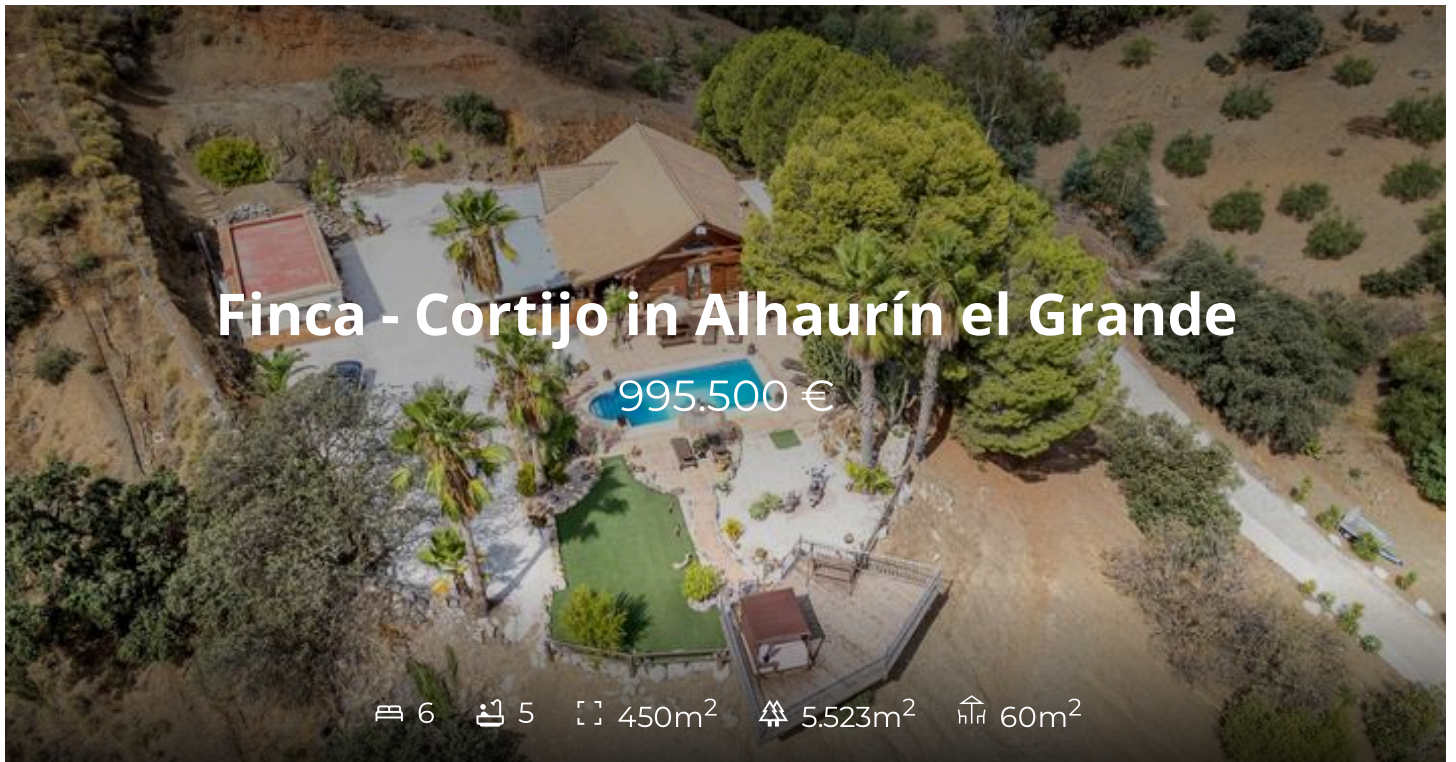 Finca - Cortijo in Alhaurín el Grande
995.500 €
6 5 450m² 5.523m² 60m²